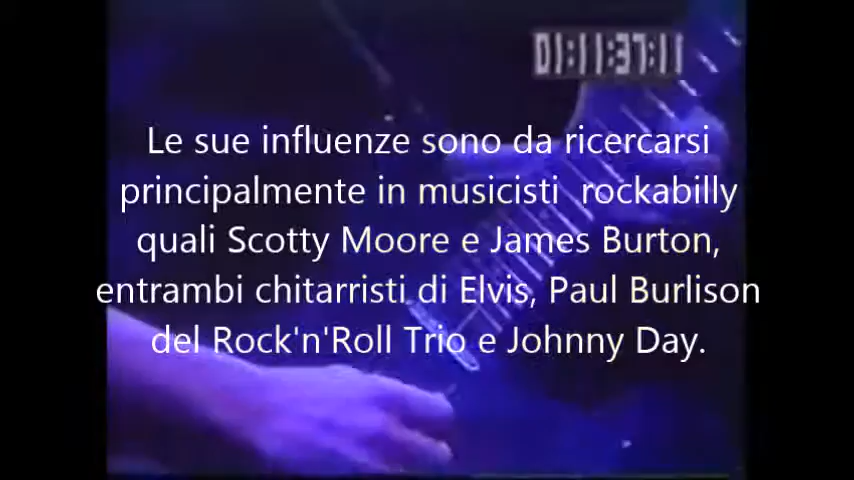 01:11:37:11
Le sue influenze sono da ricercarsi
principalmente in musicisti  rockabilly
quali Scotty Moore e James Burton,
entrambi chitarristi di Elvis, Paul Burlison
del Rock'n'Roll Trio e Johnny Day.